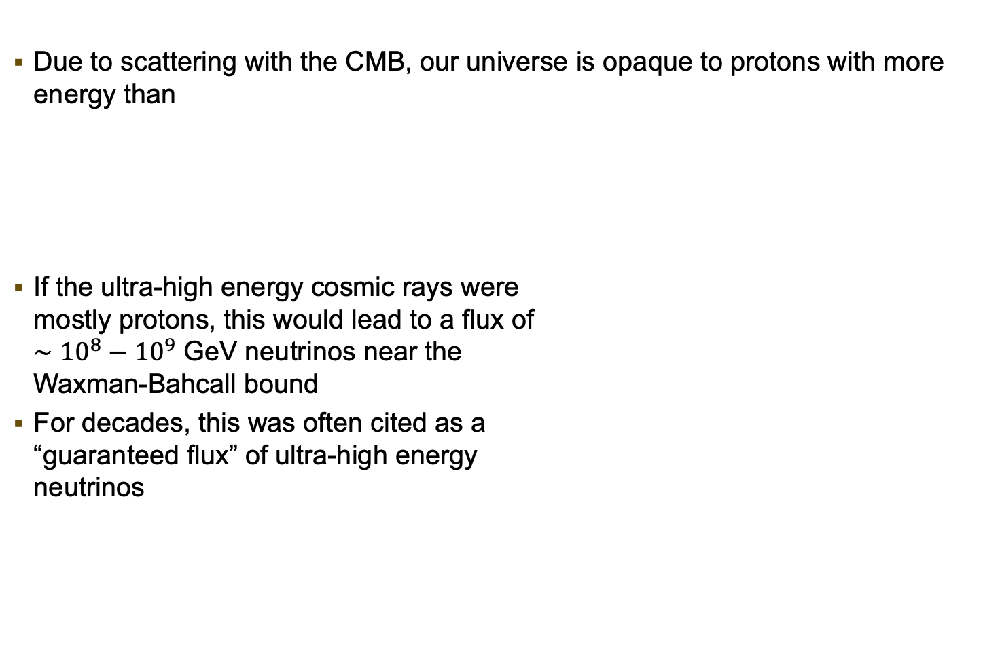 ▪ Due to scattering with the CMB, our universe is opaque to protons with more
energy than
▪ If the ultra-high energy cosmic rays were
mostly protons, this would lead to a flux of
~ 10⁸ – 10⁹ GeV neutrinos near the
Waxman-Bahcall bound
▪ For decades, this was often cited as a
“guaranteed flux” of ultra-high energy
neutrinos